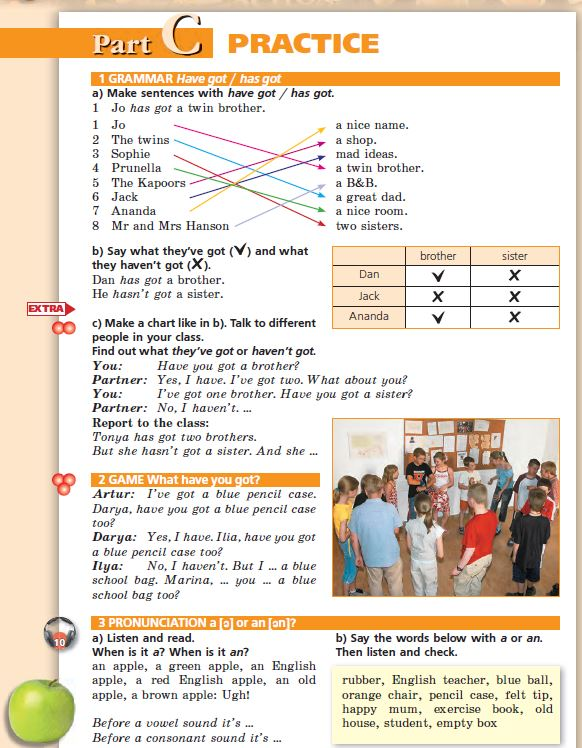 Part C PRACTICE
1 GRAMMAR Have got / has got
a) Make sentences with have got / has got.
1 Jo has got a twin brother.
1 Jo
2 The twins
3 Sophie
4 Prunella
5 The Kapoors
6 Jack
7 Ananda
8 Mr and Mrs Hanson
a nice name.
a shop.
mad ideas.
a twin brother.
a B&B.
a great dad.
a nice room.
two sisters.
b) Say what they've got (✓) and what
they haven't got (✗).
Dan has got a brother.
He hasn't got a sister.
brother sister
Dan ✓ ✗
Jack ✗ ✗
Ananda ✓ ✗
EXTRA
c) Make a chart like in b). Talk to different
people in your class.
Find out what they've got or haven't got.
You: Have you got a brother?
Partner: Yes, I have. I've got two. What about you?
You: I've got one brother. Have you got a sister?
Partner: No, I haven't. ...
Report to the class:
Tonya has got two brothers.
But she hasn't got a sister. And she ...
2 GAME What have you got?
Artur: I've got a blue pencil case.
Darya, have you got a blue pencil case
too?
Darya: Yes, I have. Ilia, have you got
a blue pencil case too?
Ilya: No, I haven't. But I ... a blue
school bag. Marina, ... you ... a blue
school bag too?
3 PRONUNCIATION a [ə] or an [ən]?
10
a) Listen and read.
When is it a? When is it an?
an apple, a green apple, an English
apple, a red English apple, an old
apple, a brown apple: Ugh!
Before a vowel sound it's ...
Before a consonant sound it's ...
b) Say the words below with a or an.
Then listen and check.
rubber, English teacher, blue ball,
orange chair, pencil case, felt tip,
happy mum, exercise book, old
house, student, empty box